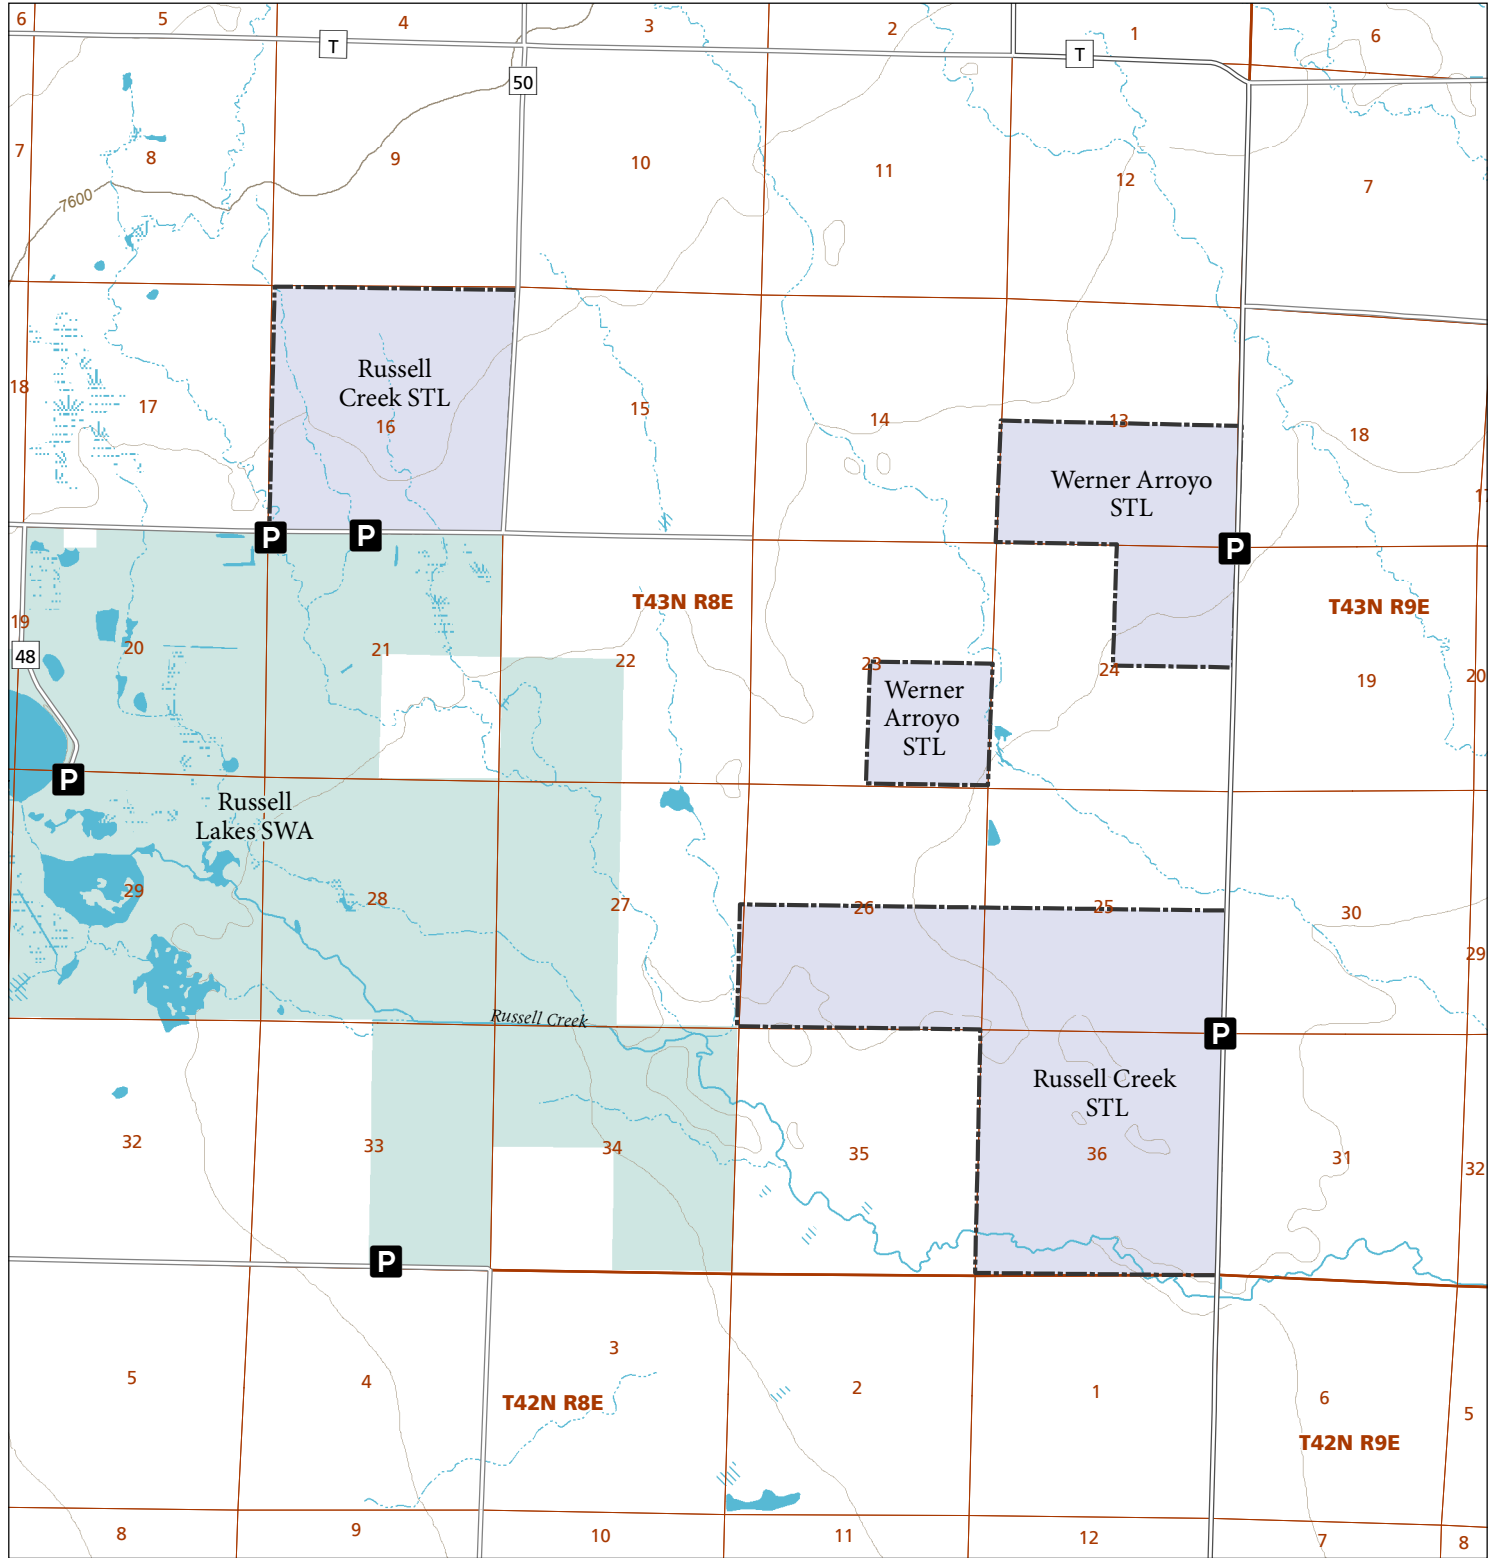 6
5
4
3
2
1
6
T
T
50
7
8
9
10
11
12
7
7600
18
17
Russell
Creek STL
16
15
14
13
18
17
Werner Arroyo
STL
P
P
P
T43N R8E
T43N R9E
19
20
21
22
23
24
19
20
48
Werner
Arroyo
STL
P
Russell
Lakes SWA
29
28
27
26
25
30
29
Russell Creek
P
Russell Creek
STL
32
33
34
35
36
31
32
P
5
4
3
2
1
6
5
T42N R8E
T42N R9E
8
9
10
11
12
7
8